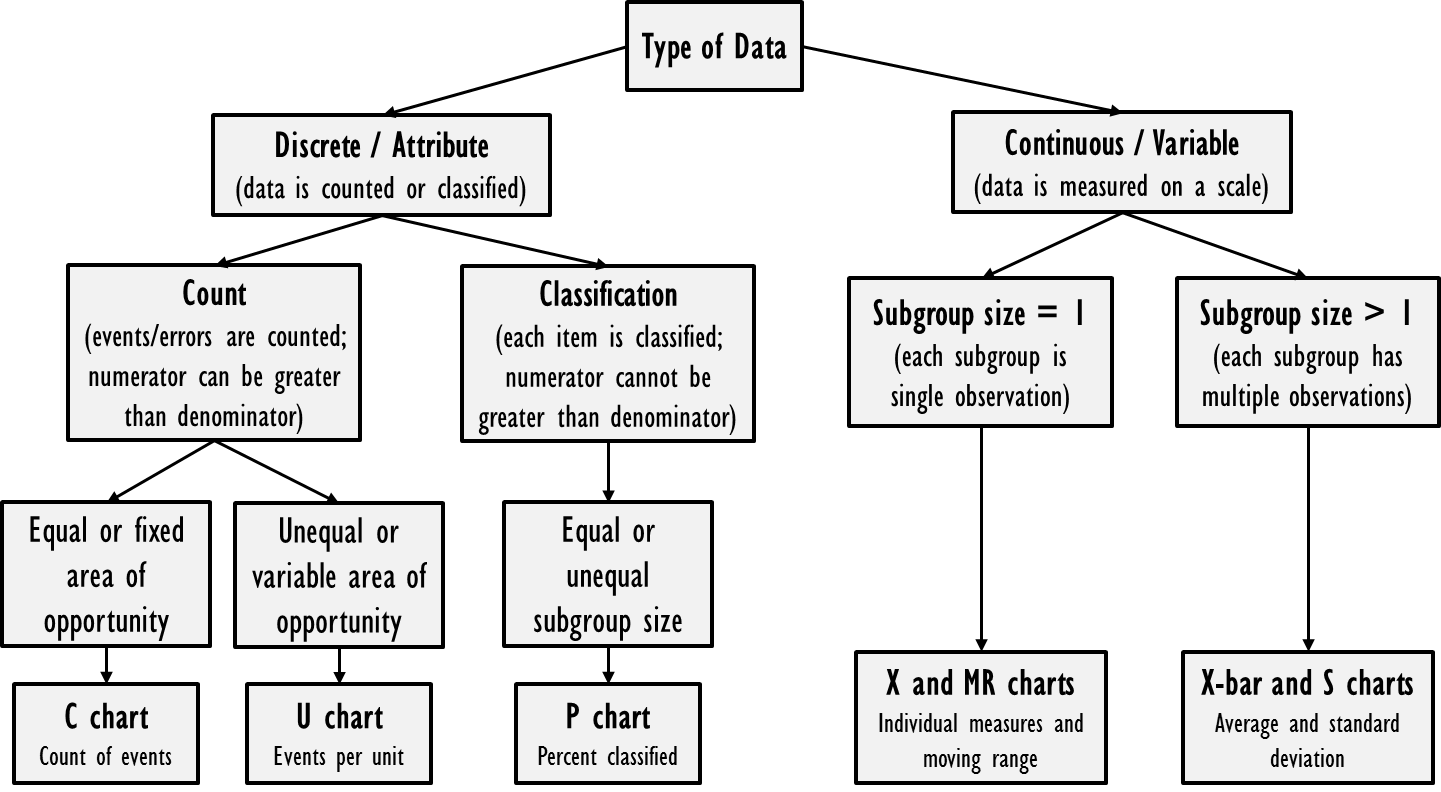 Type of Data
Discrete / Attribute
(data is counted or classified)
Continuous / Variable
(data is measured on a scale)
Count
(events/errors are counted;
numerator can be greater
than denominator)
Classification
(each item is classified;
numerator cannot be
greater than denominator)
Subgroup size = 1
(each subgroup is
single observation)
Subgroup size > 1
(each subgroup has
multiple observations)
Equal or fixed
area of
opportunity
Unequal or
variable area of
opportunity
Equal or
unequal
subgroup size
C chart
Count of events
U chart
Events per unit
P chart
Percent classified
X and MR charts
Individual measures and
moving range
X-bar and S charts
Average and standard
deviation